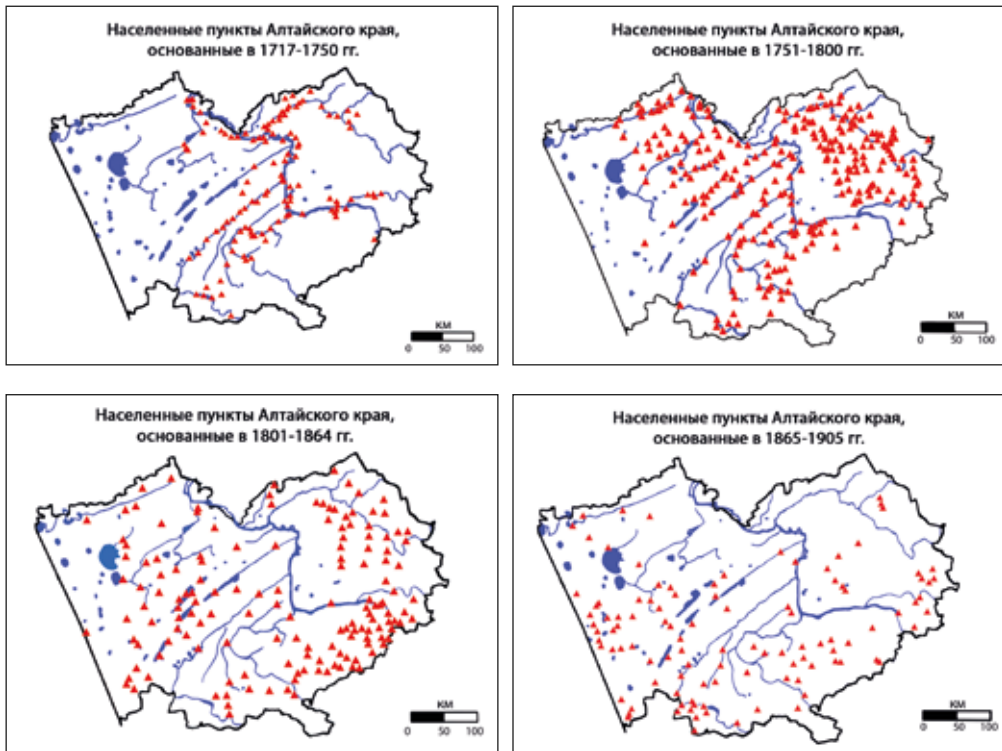 Населенные пункты Алтайского края,
основанные в 1717-1750 гг.
КМ
0 50 100
Населенные пункты Алтайского края,
основанные в 1751-1800 гг.
КМ
0 50 100
Населенные пункты Алтайского края,
основанные в 1801-1864 гг.
КМ
0 50 100
Населенные пункты Алтайского края,
основанные в 1865-1905 гг.
КМ
0 50 100